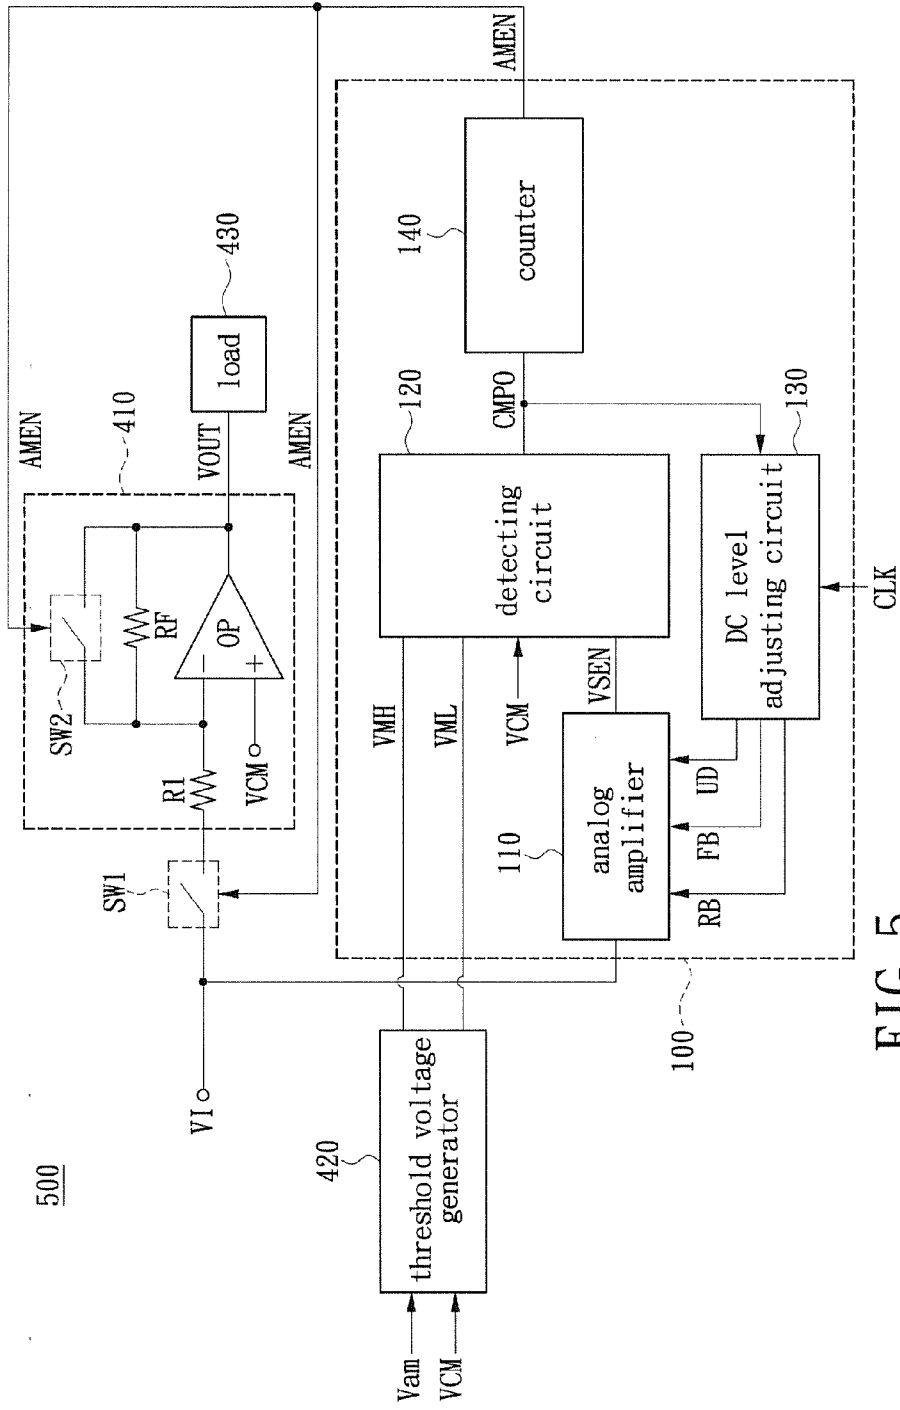 500
AMEN
410
SW2
RF
VOUT
430
load
OP
−
+
SW1
R1
VCM
AMEN
VI
420
threshold voltage
generator
Vam
VCM
VMH
VML
VCM
VSEN
120
detecting
circuit
CMPO
140
counter
AMEN
110
analog
amplifier
UD
FB
RB
130
DC level
adjusting circuit
CLK
100
FIG. 5